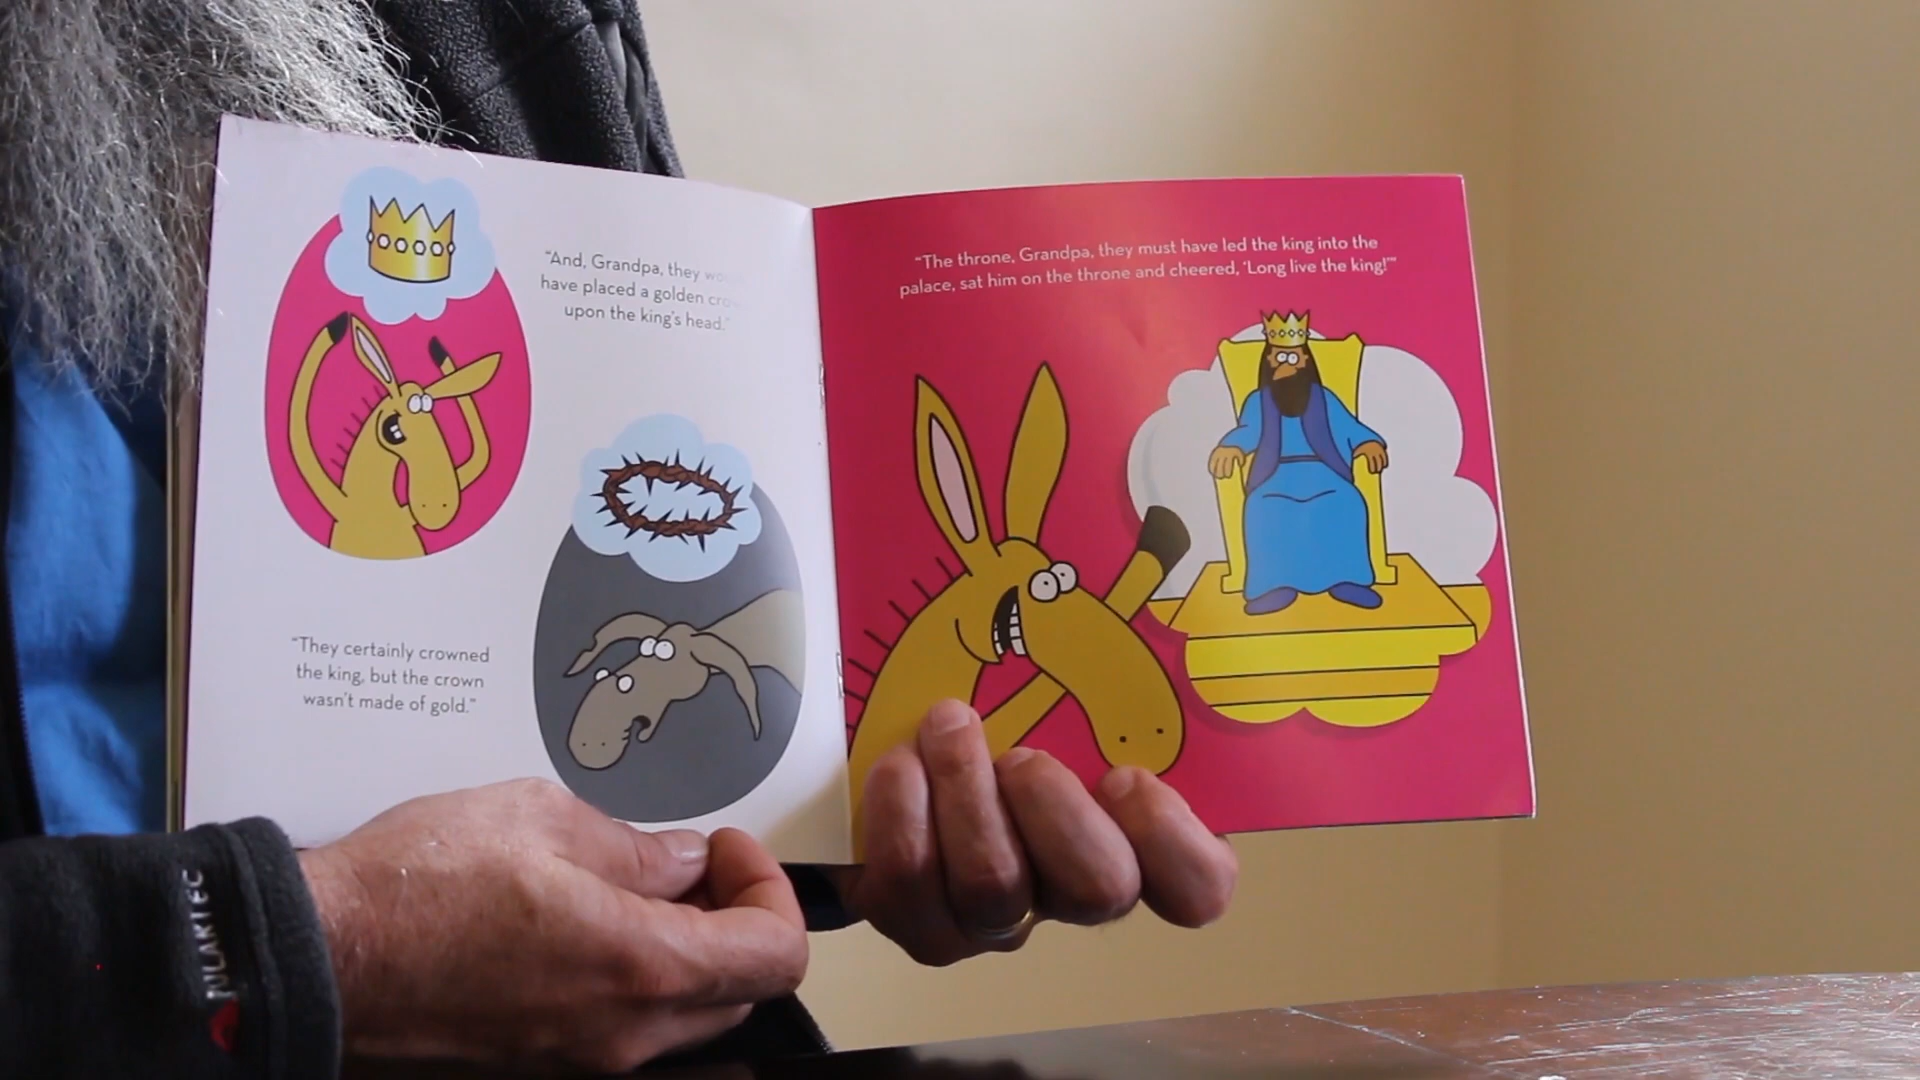 "And, Grandpa, they would
have placed a golden crown
upon the king's head."
"They certainly crowned
the king, but the crown
wasn't made of gold."
"The throne, Grandpa, they must have led the king into the
palace, sat him on the throne and cheered, 'Long live the king!'"